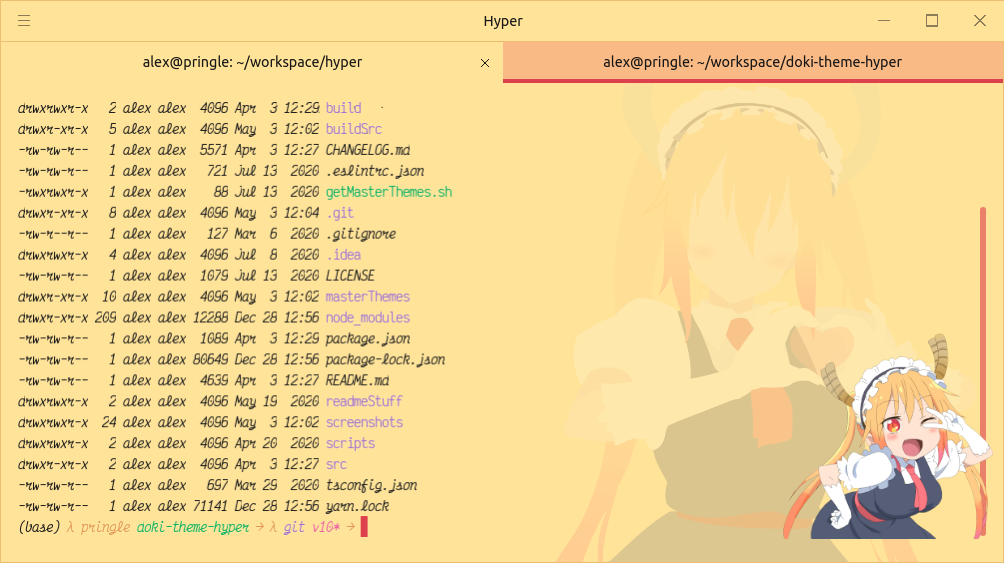 Hyper
alex@pringle: ~/workspace/hyper
alex@pringle: ~/workspace/doki-theme-hyper
drwxrwxr-x 2 alex alex 4096 Apr 3 12:29 build
drwxr-xr-x 5 alex alex 4096 May 3 12:02 buildSrc
-rw-rw-r-- 1 alex alex 5571 Apr 3 12:27 CHANGELOG.md
-rw-rw-r-- 1 alex alex 721 Jul 13 2020 .eslintrc.json
-rwxrwxr-x 1 alex alex 88 Jul 13 2020 getMasterThemes.sh
drwxr-xr-x 8 alex alex 4096 May 3 12:04 .git
-rw-r--r-- 1 alex alex 127 Mar 6 2020 .gitignore
drwxr-xr-x 4 alex alex 4096 Jul 8 2020 .idea
-rw-rw-r-- 1 alex alex 1079 Jul 13 2020 LICENSE
drwxr-xr-x 10 alex alex 4096 May 3 12:02 masterThemes
drwxr-xr-x 209 alex alex 12288 Dec 28 12:56 node_modules
-rw-rw-r-- 1 alex alex 1089 Apr 3 12:29 package.json
-rw-rw-r-- 1 alex alex 80649 Dec 28 12:56 package-lock.json
-rw-rw-r-- 1 alex alex 4639 Apr 3 12:27 README.md
drwxr-xr-x 2 alex alex 4096 May 19 2020 readmeStuff
drwxr-xr-x 24 alex alex 4096 May 3 12:02 screenshots
drwxr-xr-x 2 alex alex 4096 Apr 20 2020 scripts
drwxr-xr-x 2 alex alex 4096 Apr 3 12:27 src
-rw-rw-r-- 1 alex alex 697 Mar 29 2020 tsconfig.json
-rw-rw-r-- 1 alex alex 71141 Dec 28 12:56 yarn.lock
(base) λ pringle doki-theme-hyper → λ git v10* →